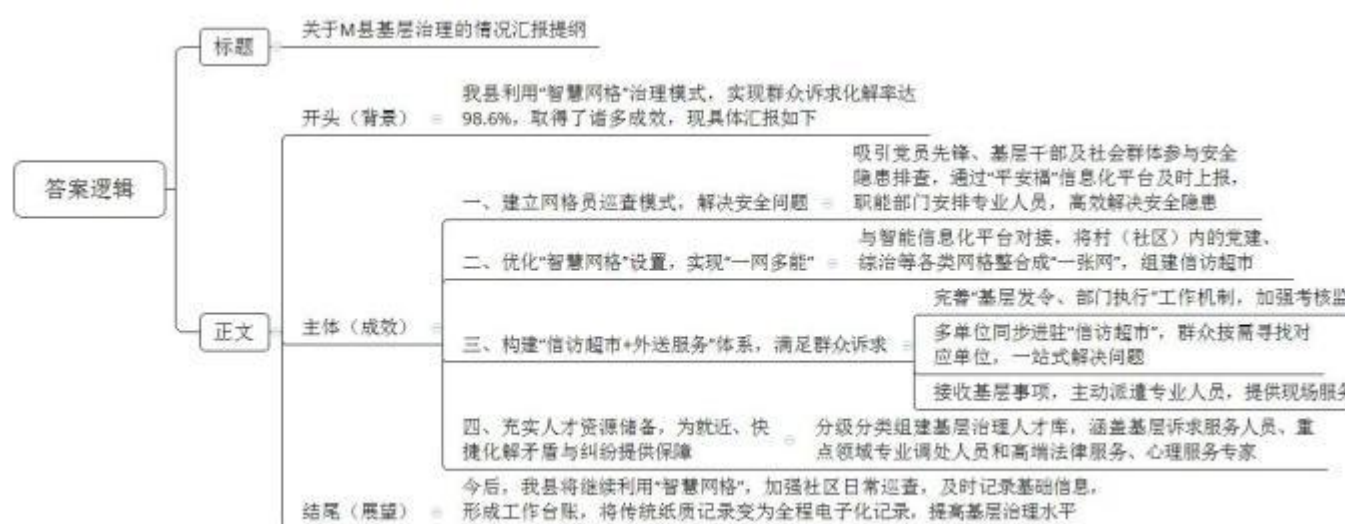 答案逻辑
标题
关于M县基层治理的情况汇报提纲
正文
开头（背景）
我县利用“智慧网格”治理模式，实现群众诉求化解率达
98.6%，取得了诸多成效，现具体汇报如下
主体（成效）
一、建立网格员巡查模式，解决安全问题
吸引党员先锋、基层干部及社会群体参与安全
隐患排查，通过“平安福”信息化平台及时上报，
职能部门安排专业人员，高效解决安全隐患
二、优化“智慧网格”设置，实现“一网多能”
与智能信息化平台对接，将村（社区）内的党建、
综治等各类网格整合成“一张网”，组建信访超市
三、构建“信访超市+外送服务”体系，满足群众诉求
完善“基层发令、部门执行”工作机制，加强考核监
多单位同步进驻“信访超市”，群众按需寻找对
应单位，一站式解决问题
接收基层事项，主动派遣专业人员，提供现场服务
四、充实人才资源储备，为就近、快
捷化解矛盾与纠纷提供保障
分级分类组建基层治理人才库，涵盖基层诉求服务人员、重
点领域专业调处人员和高端法律服务、心理服务专家
结尾（展望）
今后，我县将继续利用“智慧网格”，加强社区日常巡查，及时记录基础信息，
形成工作台账，将传统纸质记录变为全程电子化记录，提高基层治理水平